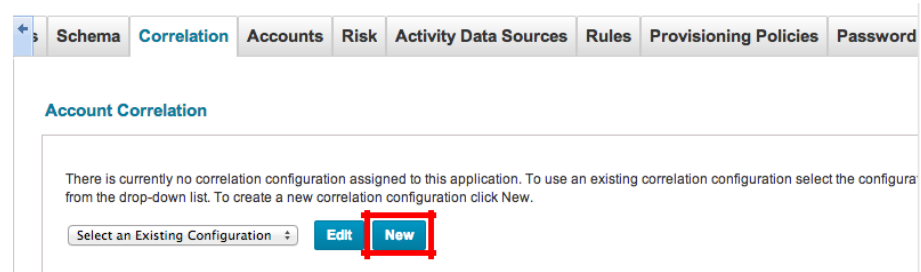 s Schema Correlation Accounts Risk Activity Data Sources Rules Provisioning Policies Password
Account Correlation
There is currently no correlation configuration assigned to this application. To use an existing correlation configuration select the configura
from the drop-down list. To create a new correlation configuration click New.
Select an Existing Configuration Edit New